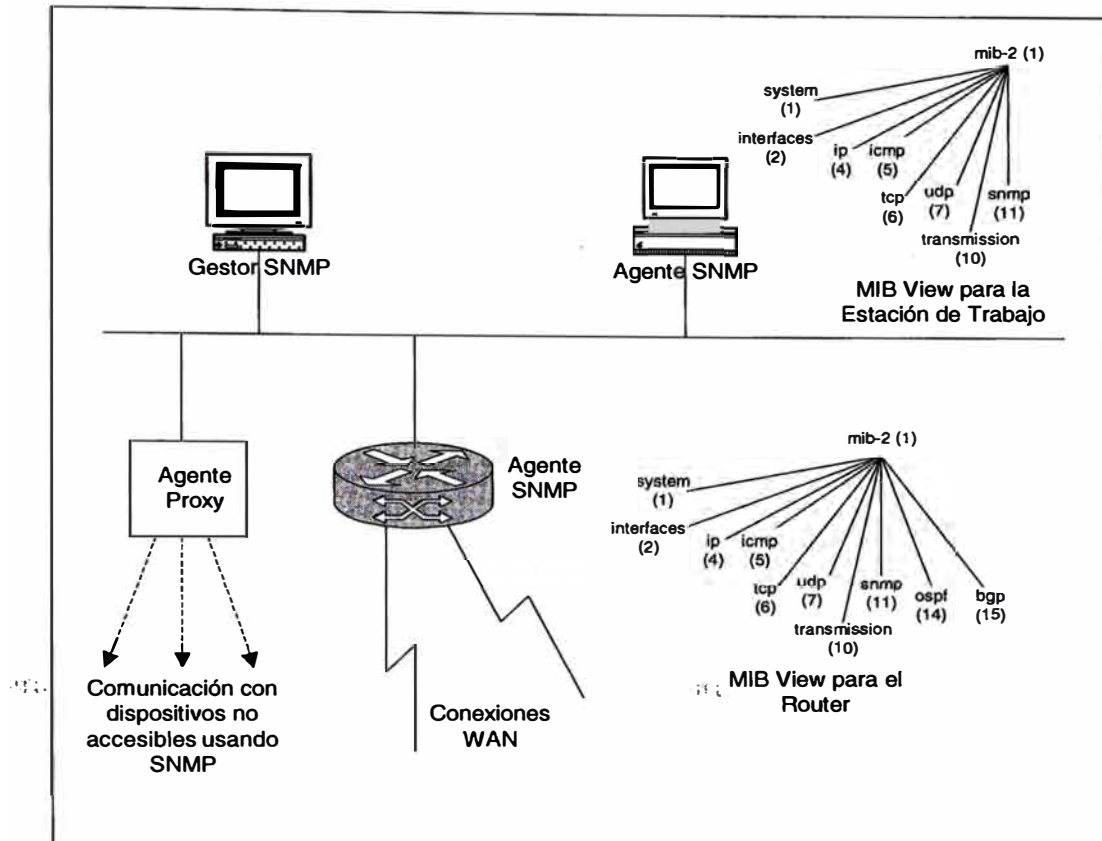 mib-2 (1)
system
(1)
interfaces
(2)
ip
(4)
icmp
(5)
tcp
(6)
udp
(7)
snmp
(11)
transmission
(10)
MIB View para la
Estación de Trabajo
Gestor SNMP
Agente SNMP
Agente
Proxy
Agente
SNMP
mib-2 (1)
system
(1)
interfaces
(2)
ip
(4)
icmp
(5)
tcp
(6)
udp
(7)
snmp
(11)
ospf
(14)
bgp
(15)
transmission
(10)
MIB View para el
Router
Comunicación con
dispositivos no
accesibles usando
SNMP
Conexiones
WAN